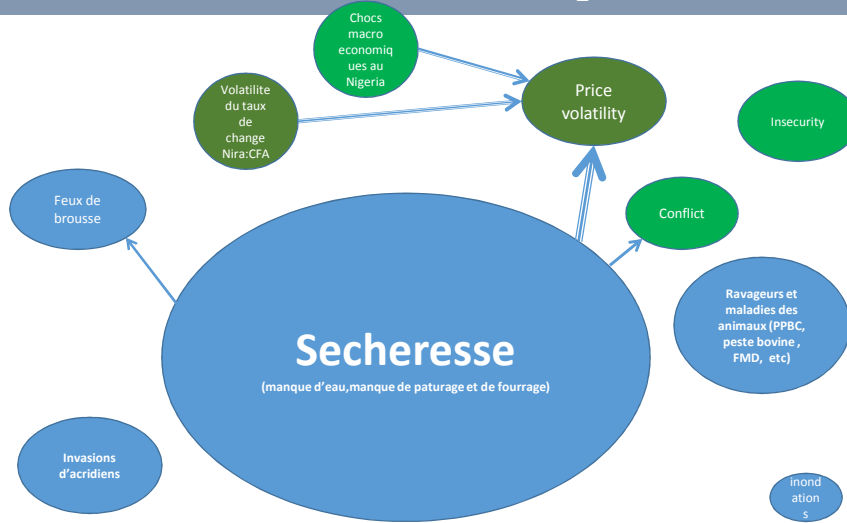 Chocs
macro
economiq
ues au
Nigeria
Volatilite
du taux
de
change
Nira:CFA
Price
volatility
Insecurity
Feux de
brousse
Conflict
Ravageurs et
maladies des
animaux (PPBC,
peste bovine ,
FMD, etc)
Secheresse
(manque d'eau,manque de paturage et de fourrage)
Invasions
d'acridiens
inond
ation
s